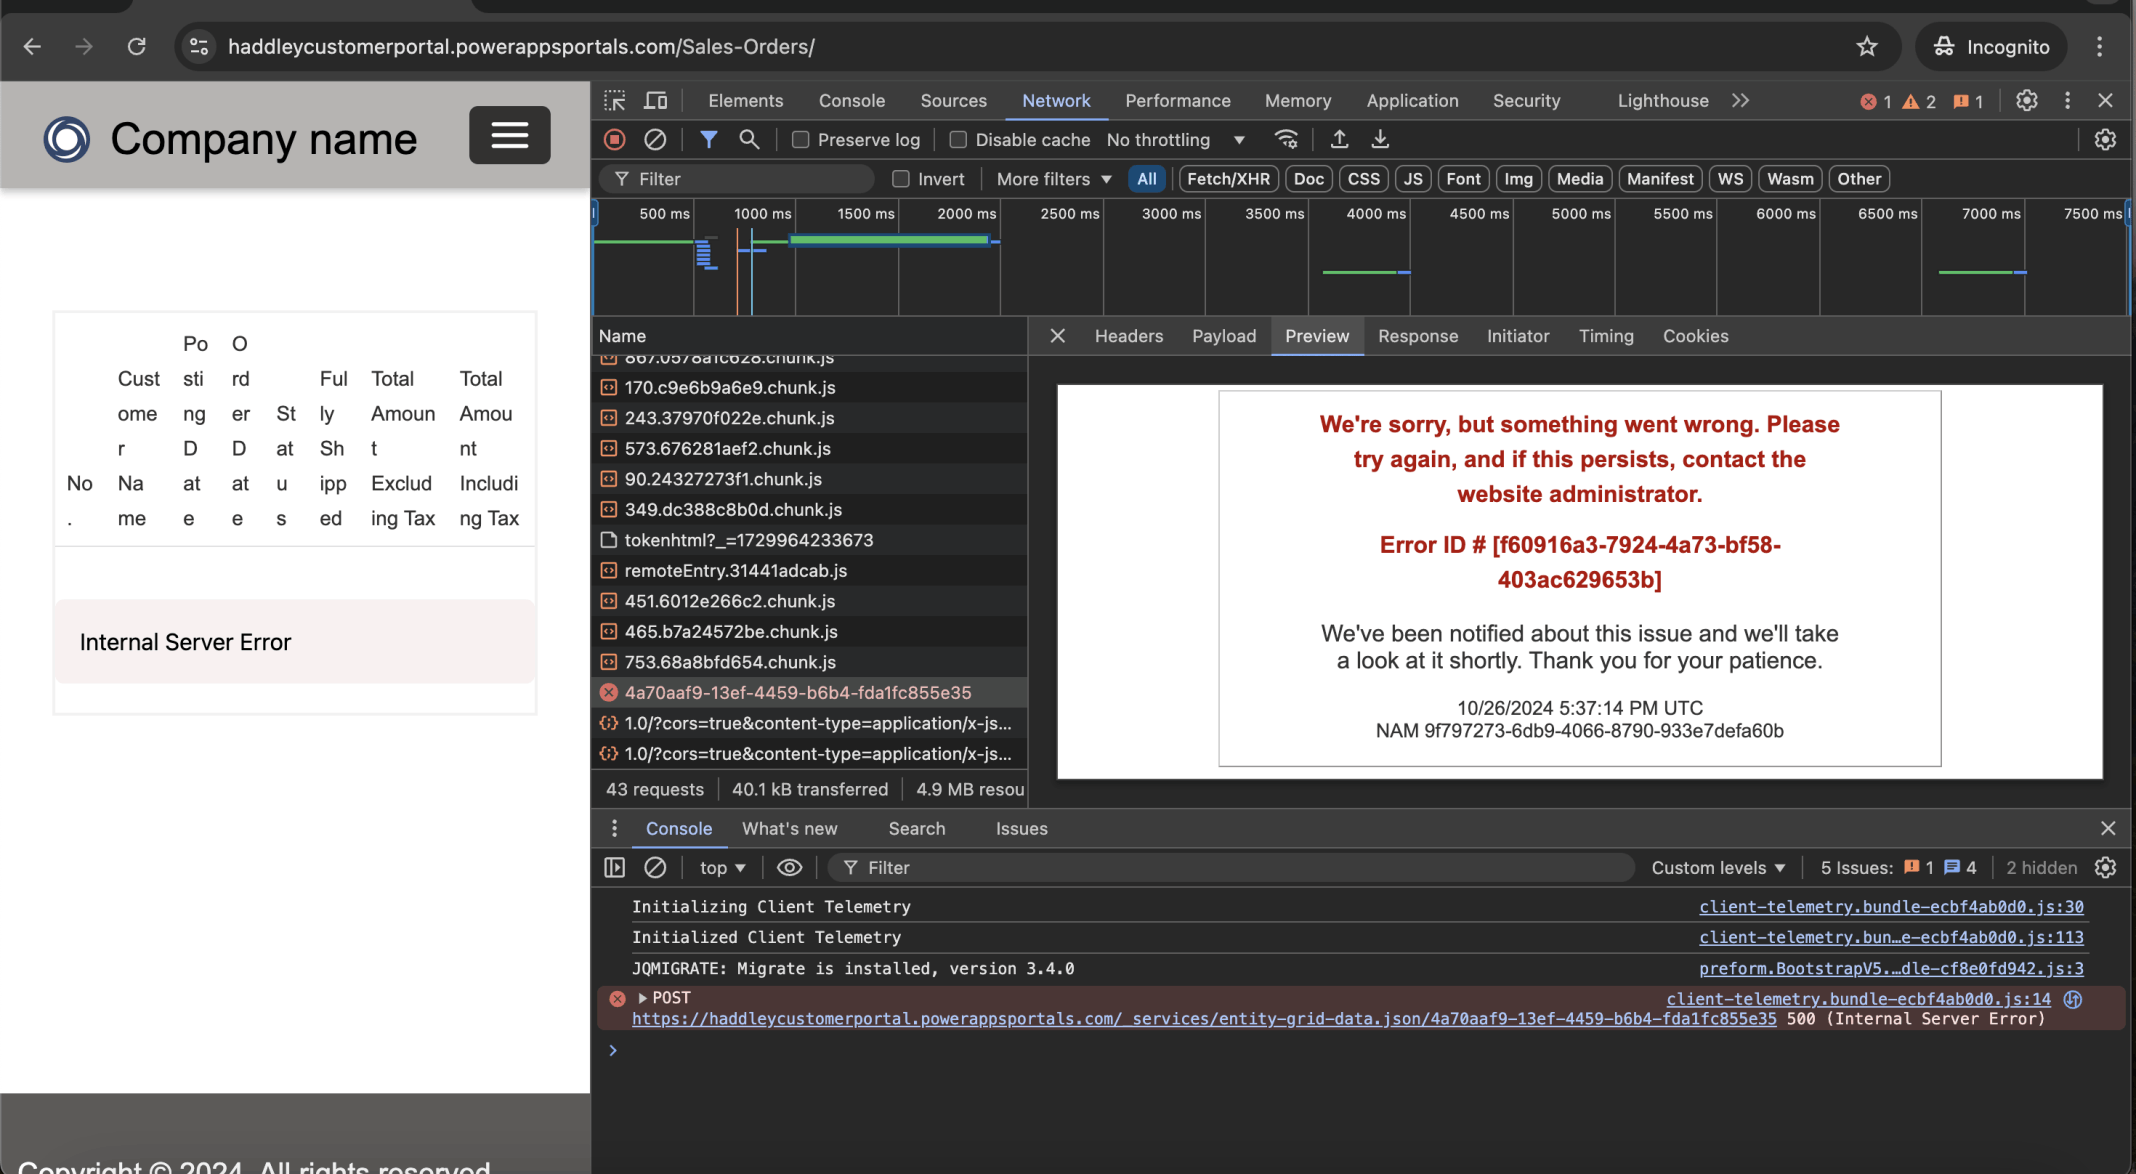 haddleycustomerportal.powerappsportals.com/Sales-Orders/
Incognito
Company name
No.
Customer Name
Posting Date
Order Date
Status
Fully Shipped
Total Amount Excluding Tax
Total Amount Including Tax
Internal Server Error
Copyright © 2024. All rights reserved.
Elements Console Sources Network Performance Memory Application Security Lighthouse
1 2 1
Preserve log Disable cache No throttling
Filter Invert More filters All Fetch/XHR Doc CSS JS Font Img Media Manifest WS Wasm Other
500 ms 1000 ms 1500 ms 2000 ms 2500 ms 3000 ms 3500 ms 4000 ms 4500 ms 5000 ms 5500 ms 6000 ms 6500 ms 7000 ms 7500 ms
Name
867.0578a1c628.chunk.js
170.c9e6b9a6e9.chunk.js
243.37970f022e.chunk.js
573.676281aef2.chunk.js
90.24327273f1.chunk.js
349.dc388c8b0d.chunk.js
tokenhtml?_=1729964233673
remoteEntry.31441adcab.js
451.6012e266c2.chunk.js
465.b7a24572be.chunk.js
753.68a8bfd654.chunk.js
4a70aaf9-13ef-4459-b6b4-fda1fc855e35
1.0/?cors=true&content-type=application/x-js...
1.0/?cors=true&content-type=application/x-js...
43 requests 40.1 kB transferred 4.9 MB resou
Headers Payload Preview Response Initiator Timing Cookies
We're sorry, but something went wrong. Please
try again, and if this persists, contact the
website administrator.
Error ID # [f60916a3-7924-4a73-bf58-
403ac629653b]
We've been notified about this issue and we'll take
a look at it shortly. Thank you for your patience.
10/26/2024 5:37:14 PM UTC
NAM 9f797273-6db9-4066-8790-933e7defa60b
Console What's new Search Issues
top Filter Custom levels 5 Issues: 1 4 2 hidden
Initializing Client Telemetry client-telemetry.bundle-ecbf4ab0d0.js:30
Initialized Client Telemetry client-telemetry.bun…e-ecbf4ab0d0.js:113
JQMIGRATE: Migrate is installed, version 3.4.0 preform.BootstrapV5.…dle-cf8e0fd942.js:3
POST client-telemetry.bundle-ecbf4ab0d0.js:14
https://haddleycustomerportal.powerappsportals.com/_services/entity-grid-data.json/4a70aaf9-13ef-4459-b6b4-fda1fc855e35 500 (Internal Server Error)